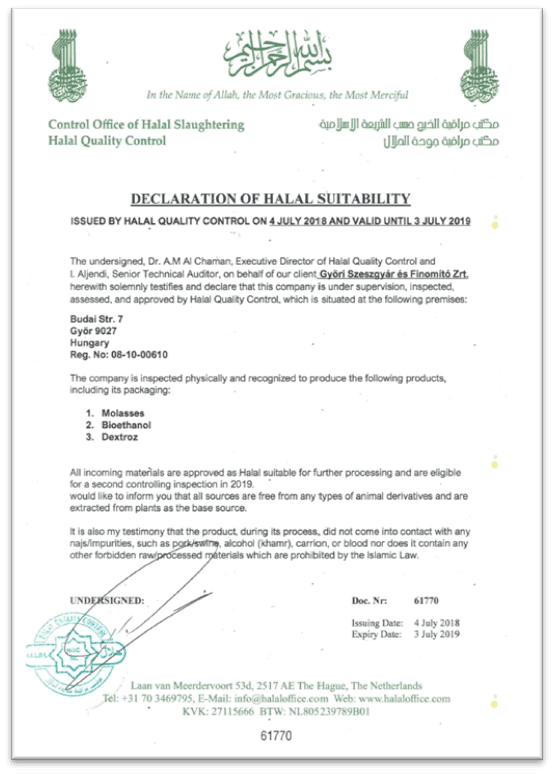 بسم الله الرحمن الرحيم
In the Name of Allah, the Most Gracious, the Most Merciful
Control Office of Halal Slaughtering
Halal Quality Control
مكتب مراقبة الذبح حسب الشريعة الإسلامية
مكتب مراقبة جودة الحلال
DECLARATION OF HALAL SUITABILITY
ISSUED BY HALAL QUALITY CONTROL ON 4 JULY 2018 AND VALID UNTIL 3 JULY 2019
The undersigned, Dr. A.M Al Chaman, Executive Director of Halal Quality Control and
I. Aljendi, Senior Technical Auditor, on behalf of our client Győri Szeszgyár és Finomító Zrt.
herewith solemnly testifies and declare that this company is under supervision, inspected,
assessed, and approved by Halal Quality Control, which is situated at the following premises:
Budai Str. 7
Győr 9027
Hungary
Reg. No: 08-10-00610
The company is inspected physically and recognized to produce the following products,
including its packaging:
1. Molasses
2. Bioethanol
3. Dextroz
All incoming materials are approved as Halal suitable for further processing and are eligible
for a second controlling inspection in 2019.
would like to inform you that all sources are free from any types of animal derivatives and are
extracted from plants as the base source.
It is also my testimony that the product, during its process, did not come into contact with any
najs/impurities, such as pork/swine, alcohol (khamr), carrion, or blood nor does it contain any
other forbidden raw/processed materials which are prohibited by the Islamic Law.
UNDERSIGNED:
Doc. Nr: 61770
Issuing Date: 4 July 2018
Expiry Date: 3 July 2019
HALAL QUALITY CONTROL
Laan van Meerdervoort 53d, 2517 AE The Hague, The Netherlands
Tel: +31 70 3469795, E-Mail: info@halaloffice.com Web: www.halaloffice.com
KVK: 27115666 BTW: NL805239789B01
61770